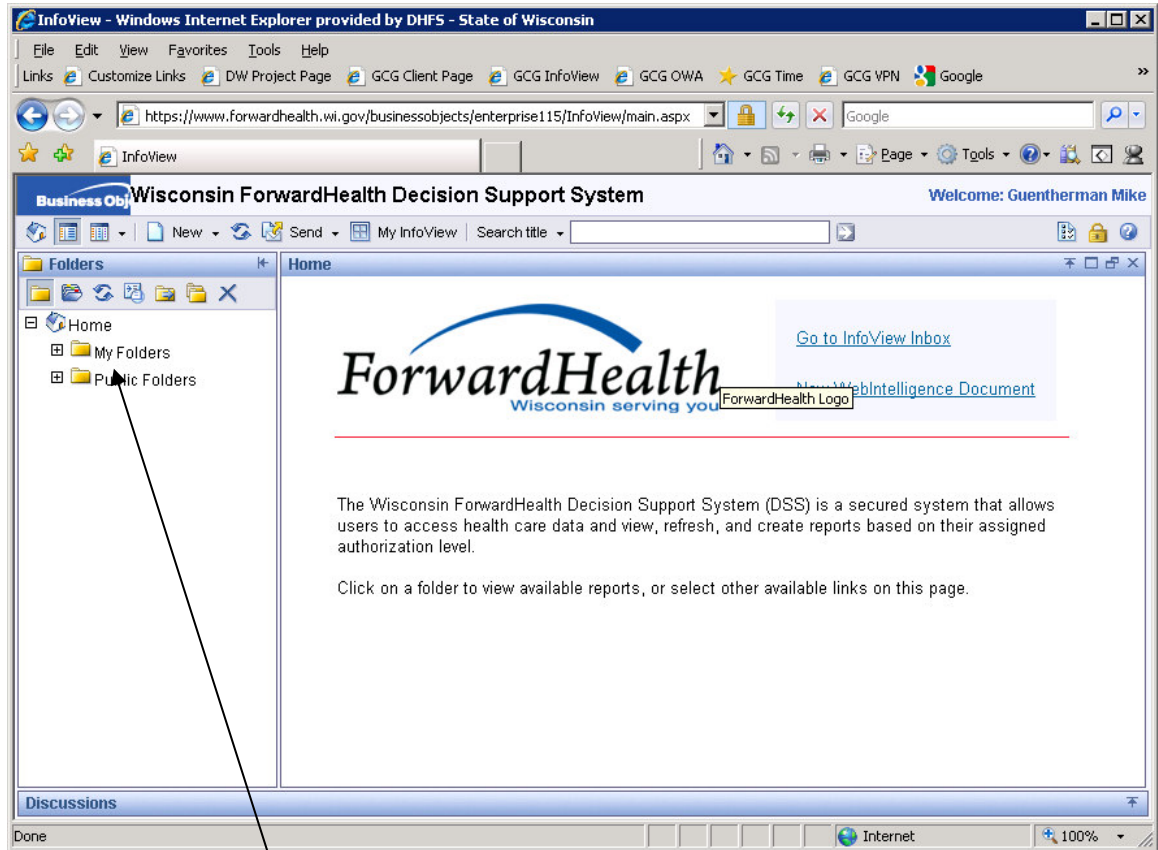 InfoView - Windows Internet Explorer provided by DHFS - State of Wisconsin
File Edit View Favorites Tools Help
Links Customize Links DW Project Page GCG Client Page GCG InfoView GCG OWA GCG Time GCG VPN Google »
https://www.forwardhealth.wi.gov/businessobjects/enterprise115/InfoView/main.aspx Google
InfoView Page Tools
Business Obj Wisconsin ForwardHealth Decision Support System Welcome: Guentherman Mike
New Send My InfoView Search title
Folders Home
Home
My Folders
Public Folders
ForwardHealth
Wisconsin serving you
Go to InfoView Inbox
ForwardHealth Logo
New WebIntelligence Document
The Wisconsin ForwardHealth Decision Support System (DSS) is a secured system that allows
users to access health care data and view, refresh, and create reports based on their assigned
authorization level.
Click on a folder to view available reports, or select other available links on this page.
Discussions
Done Internet 100%